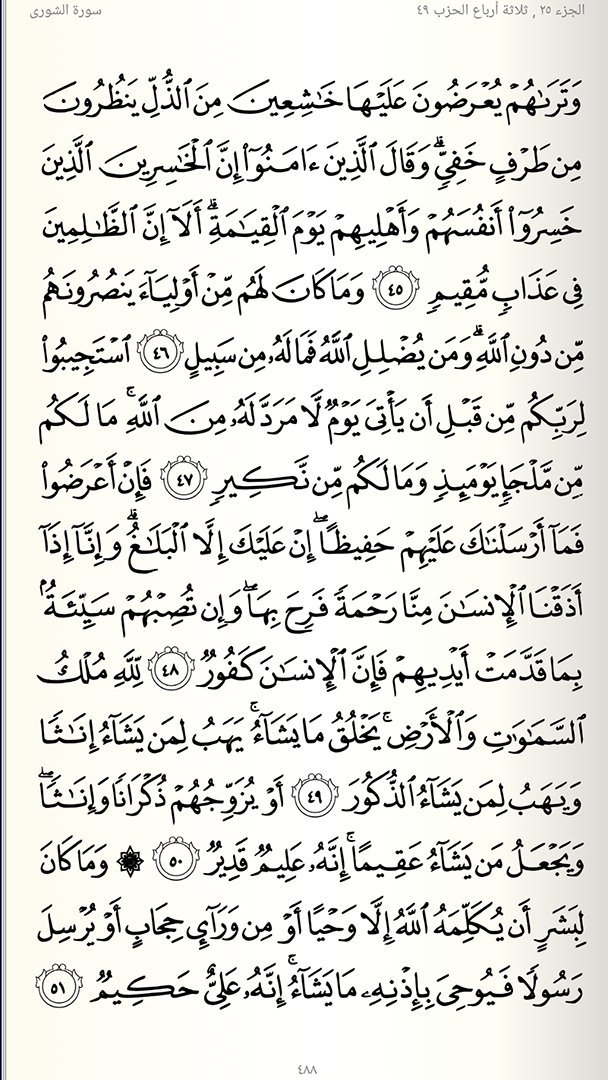 الجزء ٢٥ , ثلاثة أرباع الحزب ٤٩ سورة الشورى
وَتَرَىٰهُمْ يُعْرَضُونَ عَلَيْهَا خَـٰشِعِينَ مِنَ ٱلذُّلِّ يَنظُرُونَ
مِن طَرْفٍ خَفِىٍّ ۗ وَقَالَ ٱلَّذِينَ ءَامَنُوٓا۟ إِنَّ ٱلْخَـٰسِرِينَ ٱلَّذِينَ
خَسِرُوٓا۟ أَنفُسَهُمْ وَأَهْلِيهِمْ يَوْمَ ٱلْقِيَـٰمَةِ ۗ أَلَآ إِنَّ ٱلظَّـٰلِمِينَ
فِى عَذَابٍ مُّقِيمٍ ٤٥ وَمَا كَانَ لَهُم مِّنْ أَوْلِيَآءَ يَنصُرُونَهُم
مِّن دُونِ ٱللَّهِ ۗ وَمَن يُضْلِلِ ٱللَّهُ فَمَا لَهُۥ مِن سَبِيلٍ ٤٦ ٱسْتَجِيبُوا۟
لِرَبِّكُم مِّن قَبْلِ أَن يَأْتِىَ يَوْمٌ لَّا مَرَدَّ لَهُۥ مِنَ ٱللَّهِ ۚ مَا لَكُم
مِّن مَّلْجَإٍ يَوْمَئِذٍ وَمَا لَكُم مِّن نَّكِيرٍ ٤٧ فَإِنْ أَعْرَضُوا۟
فَمَآ أَرْسَلْنَـٰكَ عَلَيْهِمْ حَفِيظًا ۖ إِنْ عَلَيْكَ إِلَّا ٱلْبَلَـٰغُ ۗ وَإِنَّآ إِذَآ
أَذَقْنَا ٱلْإِنسَـٰنَ مِنَّا رَحْمَةً فَرِحَ بِهَا ۖ وَإِن تُصِبْهُمْ سَيِّئَةٌۢ
بِمَا قَدَّمَتْ أَيْدِيهِمْ فَإِنَّ ٱلْإِنسَـٰنَ كَفُورٌ ٤٨ لِّلَّهِ مُلْكُ
ٱلسَّمَـٰوَٰتِ وَٱلْأَرْضِ ۚ يَخْلُقُ مَا يَشَآءُ ۚ يَهَبُ لِمَن يَشَآءُ إِنَـٰثًا
وَيَهَبُ لِمَن يَشَآءُ ٱلذُّكُورَ ٤٩ أَوْ يُزَوِّجُهُمْ ذُكْرَانًا وَإِنَـٰثًا ۖ
وَيَجْعَلُ مَن يَشَآءُ عَقِيمًا ۚ إِنَّهُۥ عَلِيمٌ قَدِيرٌ ٥٠ ۞ وَمَا كَانَ
لِبَشَرٍ أَن يُكَلِّمَهُ ٱللَّهُ إِلَّا وَحْيًا أَوْ مِن وَرَآئِ حِجَابٍ أَوْ يُرْسِلَ
رَسُولًا فَيُوحِىَ بِإِذْنِهِۦ مَا يَشَآءُ ۚ إِنَّهُۥ عَلِىٌّ حَكِيمٌ ٥١
٤٨٨